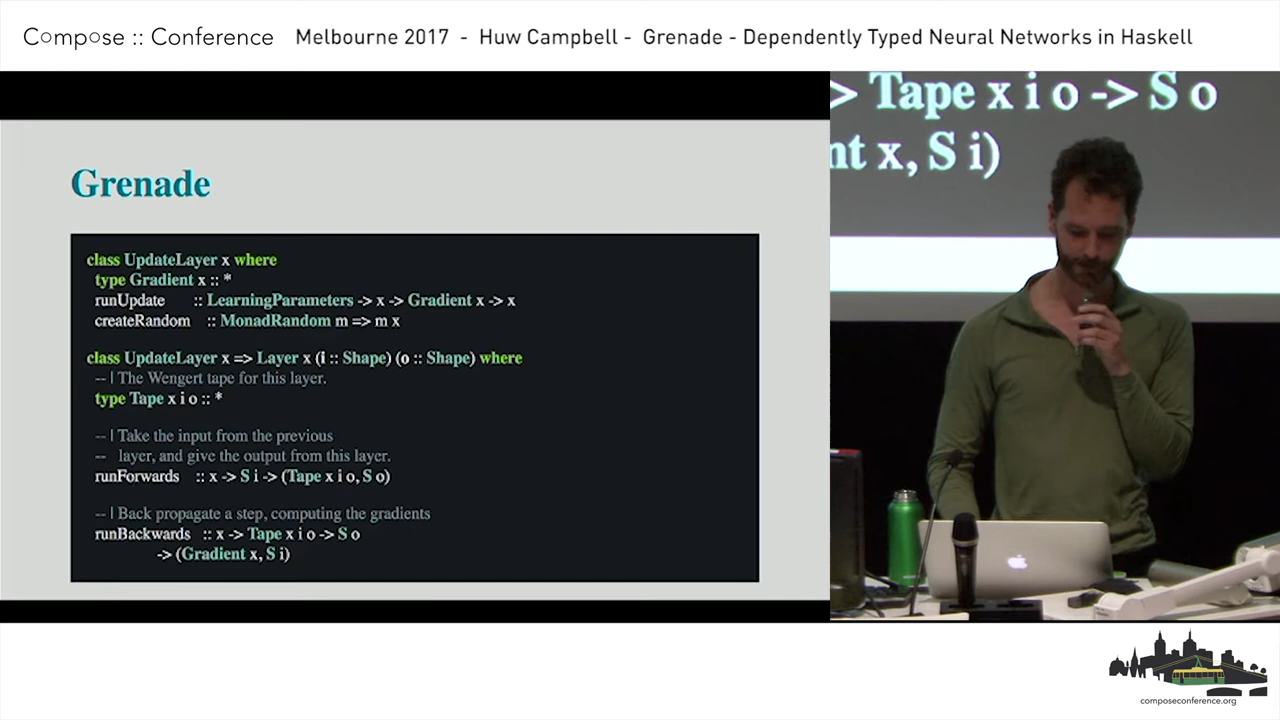 Compose :: Conference Melbourne 2017 - Huw Campbell - Grenade - Dependently Typed Neural Networks in Haskell
Grenade
class UpdateLayer x where
type Gradient x :: *
runUpdate :: LearningParameters -> x -> Gradient x -> x
createRandom :: MonadRandom m => m x
class UpdateLayer x => Layer x (i :: Shape) (o :: Shape) where
-- | The Wengert tape for this layer.
type Tape x i o :: *
-- | Take the input from the previous
-- layer, and give the output from this layer.
runForwards :: x -> S i -> (Tape x i o, S o)
-- | Back propagate a step, computing the gradients
runBackwards :: x -> Tape x i o -> S o
-> (Gradient x, S i)
> Tape x i o -> S o
nt x, S i)
composeconference.org